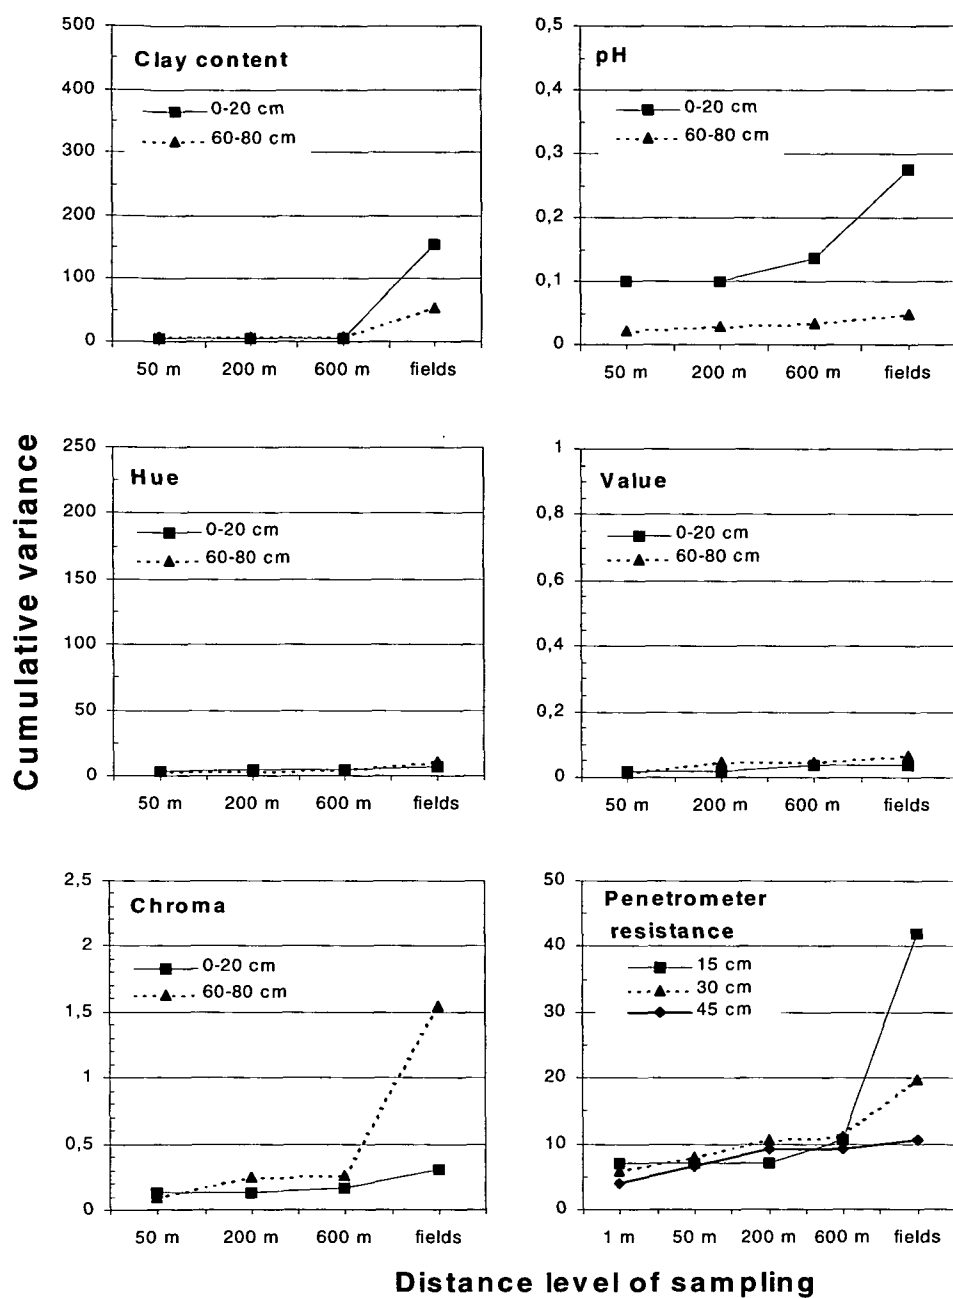 Cumulative variance
Clay content
0-20 cm
60-80 cm
500
400
300
200
100
0
50 m 200 m 600 m fields
pH
0-20 cm
60-80 cm
0,5
0,4
0,3
0,2
0,1
0
50 m 200 m 600 m fields
Hue
0-20 cm
60-80 cm
250
200
150
100
50
0
50 m 200 m 600 m fields
Value
0-20 cm
60-80 cm
1
0,8
0,6
0,4
0,2
0
50 m 200 m 600 m fields
Chroma
0-20 cm
60-80 cm
2,5
2
1,5
1
0,5
0
50 m 200 m 600 m fields
Penetrometer
resistance
15 cm
30 cm
45 cm
50
40
30
20
10
0
1 m 50 m 200 m 600 m fields
Distance level of sampling